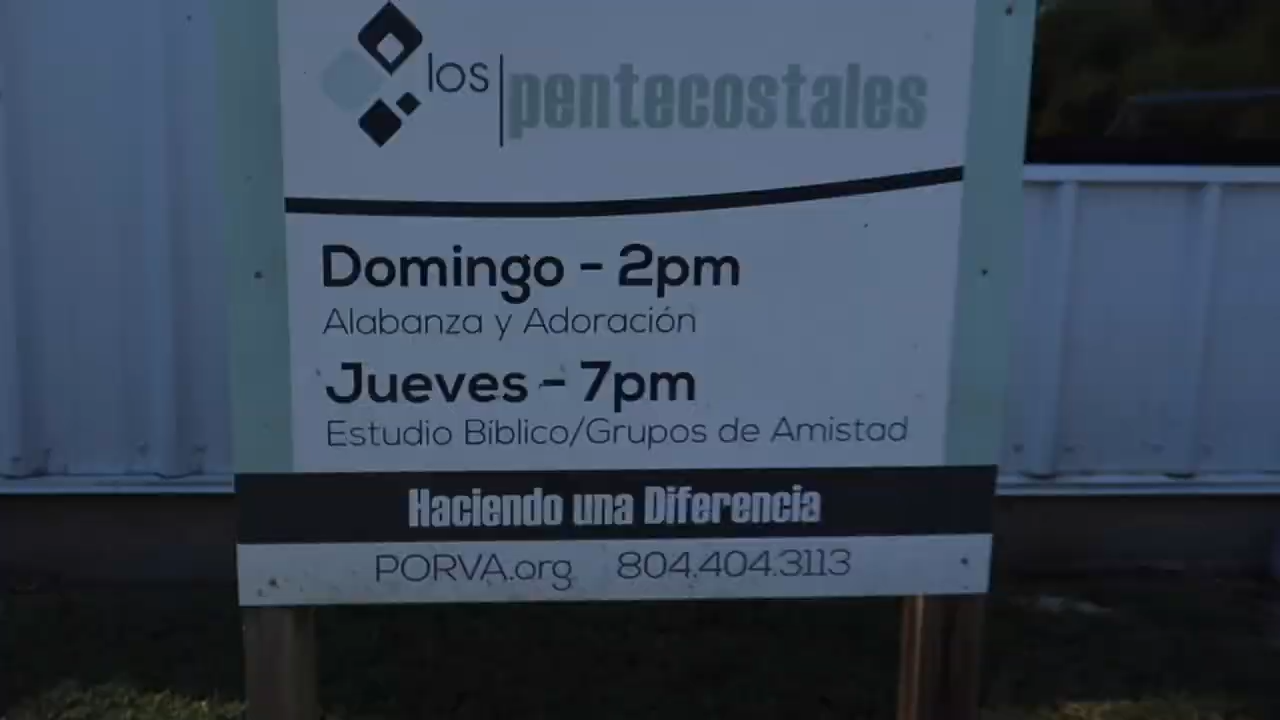 los pentecostales
Domingo - 2pm
Alabanza y Adoración
Jueves - 7pm
Estudio Bíblico/Grupos de Amistad
Haciendo una Diferencia
PORVA.org 804.404.3113